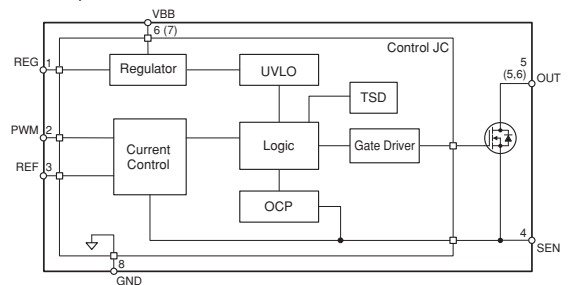 VBB
6 (7)
Control JC
REG
1
Regulator
UVLO
5
(5,6)
OUT
TSD
PWM
2
Current
Control
Logic
Gate Driver
REF
3
OCP
4
SEN
8
GND